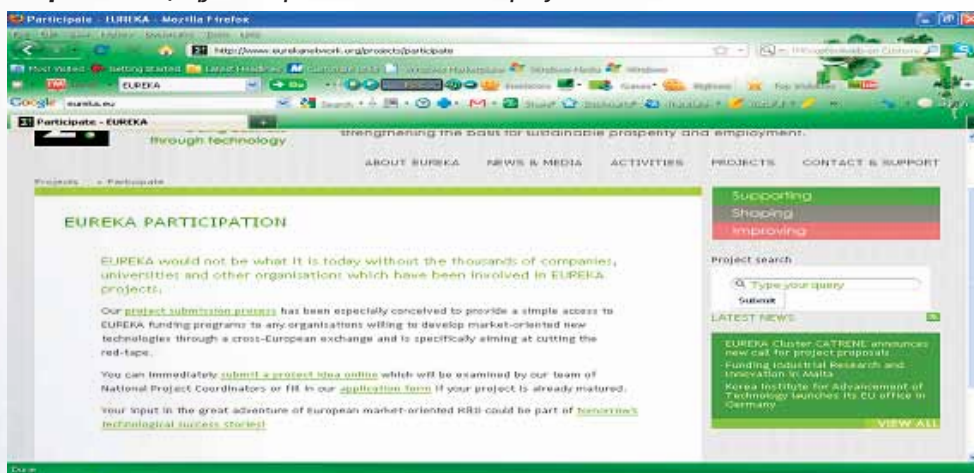 Participate - EUREKA - Mozilla Firefox
http://www.eurekanetwork.org/projects/participate
Most Visited Getting Started Latest Headlines
EUREKA
Google eureka.eu Search
Participate - EUREKA
through technology
strengthening the basis for sustainable prosperity and employment.
ABOUT EUREKA NEWS & MEDIA ACTIVITIES PROJECTS CONTACT & SUPPORT
Projects » Participate
EUREKA PARTICIPATION
EUREKA would not be what it is today without the thousands of companies,
universities and other organisations which have been involved in EUREKA
projects.
Our project submission process has been especially conceived to provide a simple access to
EUREKA funding programs to any organisations willing to develop market-oriented new
technologies through a cross-European exchange and is specifically aiming at cutting the
red-tape.
You can immediately submit a project idea online which will be examined by our team of
National Project Coordinators or fill in our application form if your project is already matured.
Your input in the great adventure of European market-oriented R&D could be part of tomorrow's
technological success stories!
Supporting
Shaping
Improving
Project search
Type your query
Submit
LATEST NEWS
EUREKA Cluster CATRENE announces
new call for project proposals
Funding Industrial Research and
Innovation in Malta
Korea Institute for Advancement of
Technology launches its EU office in
Germany
VIEW ALL
Done